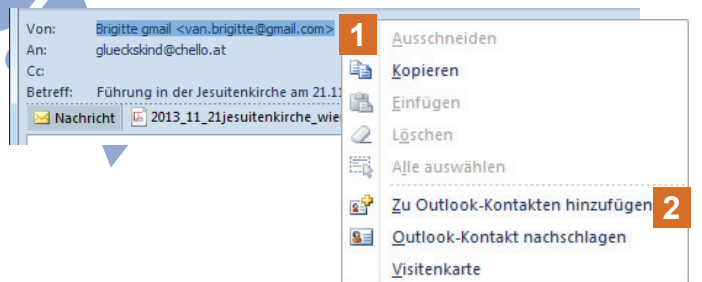 Von: Brigitte gmail <van.brigitte@gmail.com>
An: glueckskind@chello.at
Cc:
Betreff: Führung in der Jesuitenkirche am 21.11
Nachricht 2013_11_21jesuitenkirche_wie
1
Ausschneiden
Kopieren
Einfügen
Löschen
Alle auswählen
Zu Outlook-Kontakten hinzufügen
2
Outlook-Kontakt nachschlagen
Visitenkarte